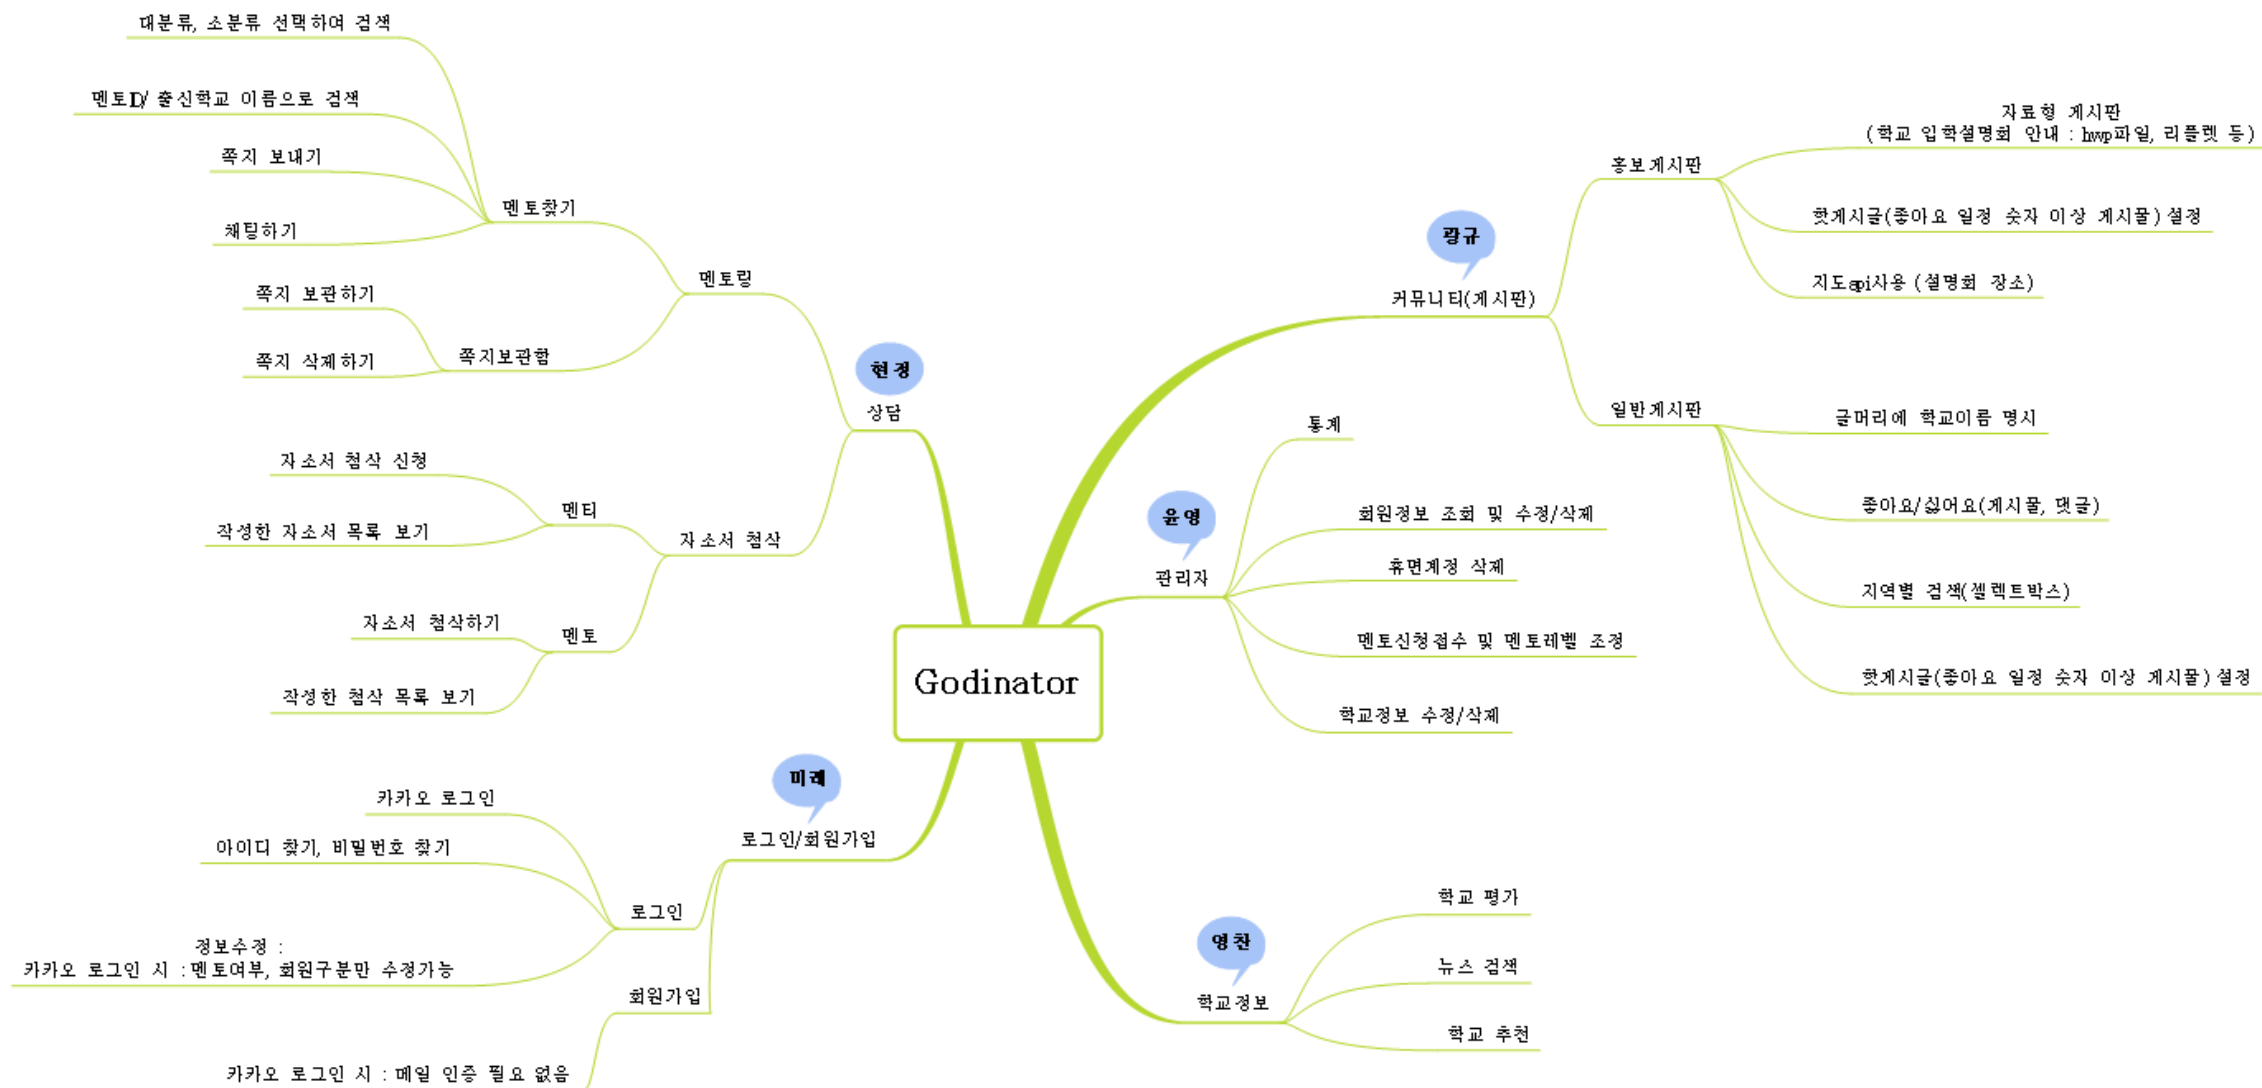 대분류, 소분류 선택하여 검색
멘토ID/ 출신학교 이름으로 검색
쪽지 보내기
채팅하기
멘토찾기
쪽지 보관하기
쪽지 삭제하기
쪽지보관함
멘토링
현정
상담
자소서 첨삭 신청
작성한 자소서 목록 보기
멘티
자소서 첨삭
자소서 첨삭하기
작성한 첨삭 목록 보기
멘토
Godinator
미래
로그인/회원가입
카카오 로그인
아이디 찾기, 비밀번호 찾기
정보수정 :
카카오 로그인 시 : 멘토여부, 회원구분만 수정가능
로그인
회원가입
카카오 로그인 시 : 메일 인증 필요 없음
광규
커뮤니티(게시판)
홍보게시판
자료형 게시판
(학교 입학설명회 안내 : hwp파일, 리플렛 등)
핫게시글(좋아요 일정 숫자 이상 게시물) 설정
지도api사용 (설명회 장소)
일반게시판
글머리에 학교이름 명시
좋아요/싫어요(게시물, 댓글)
지역별 검색(셀렉트박스)
핫게시글(좋아요 일정 숫자 이상 게시물) 설정
윤영
관리자
통계
회원정보 조회 및 수정/삭제
휴면계정 삭제
멘토신청접수 및 멘토레벨 조정
학교정보 수정/삭제
영찬
학교정보
학교 평가
뉴스 검색
학교 추천